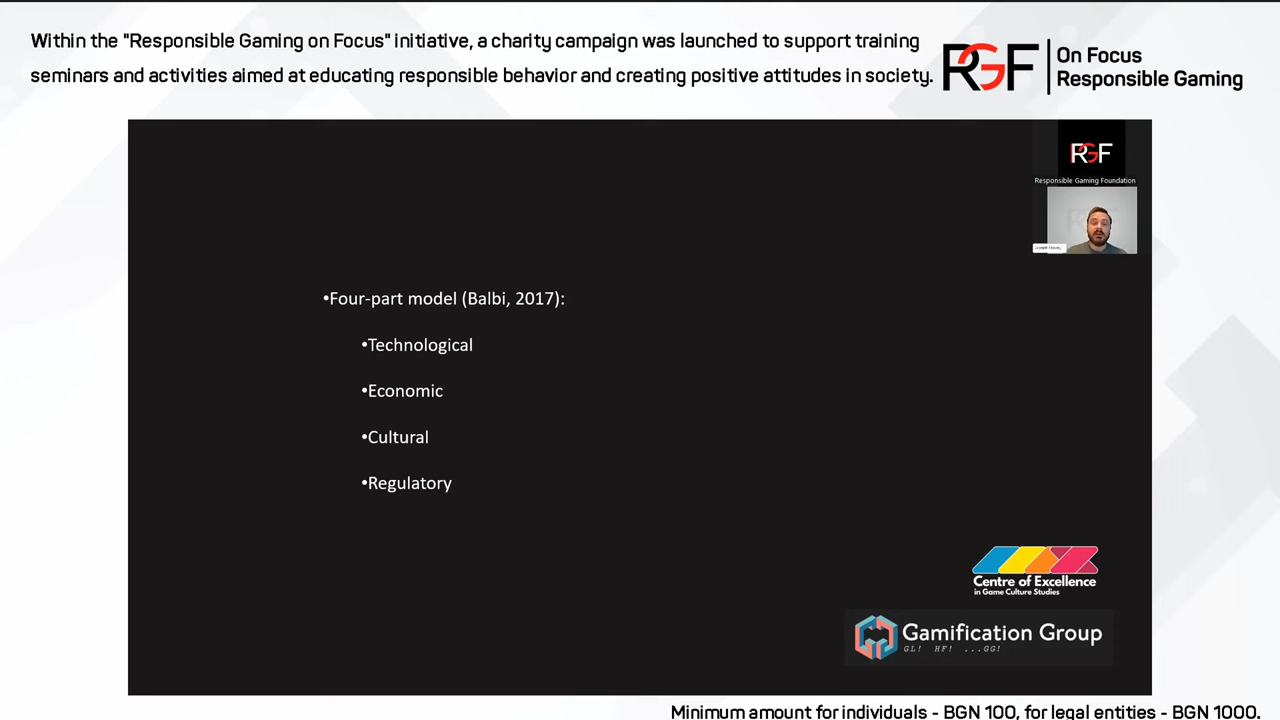 Within the "Responsible Gaming on Focus" initiative, a charity campaign was launched to support training
seminars and activities aimed at educating responsible behavior and creating positive attitudes in society.
RGF
On Focus
Responsible Gaming
RGF
Responsible Gaming Foundation
•Four-part model (Balbi, 2017):
•Technological
•Economic
•Cultural
•Regulatory
Centre of Excellence
in Game Culture Studies
Gamification Group
GL! HF! ...GG!
Minimum amount for individuals - BGN 100, for legal entities - BGN 1000.